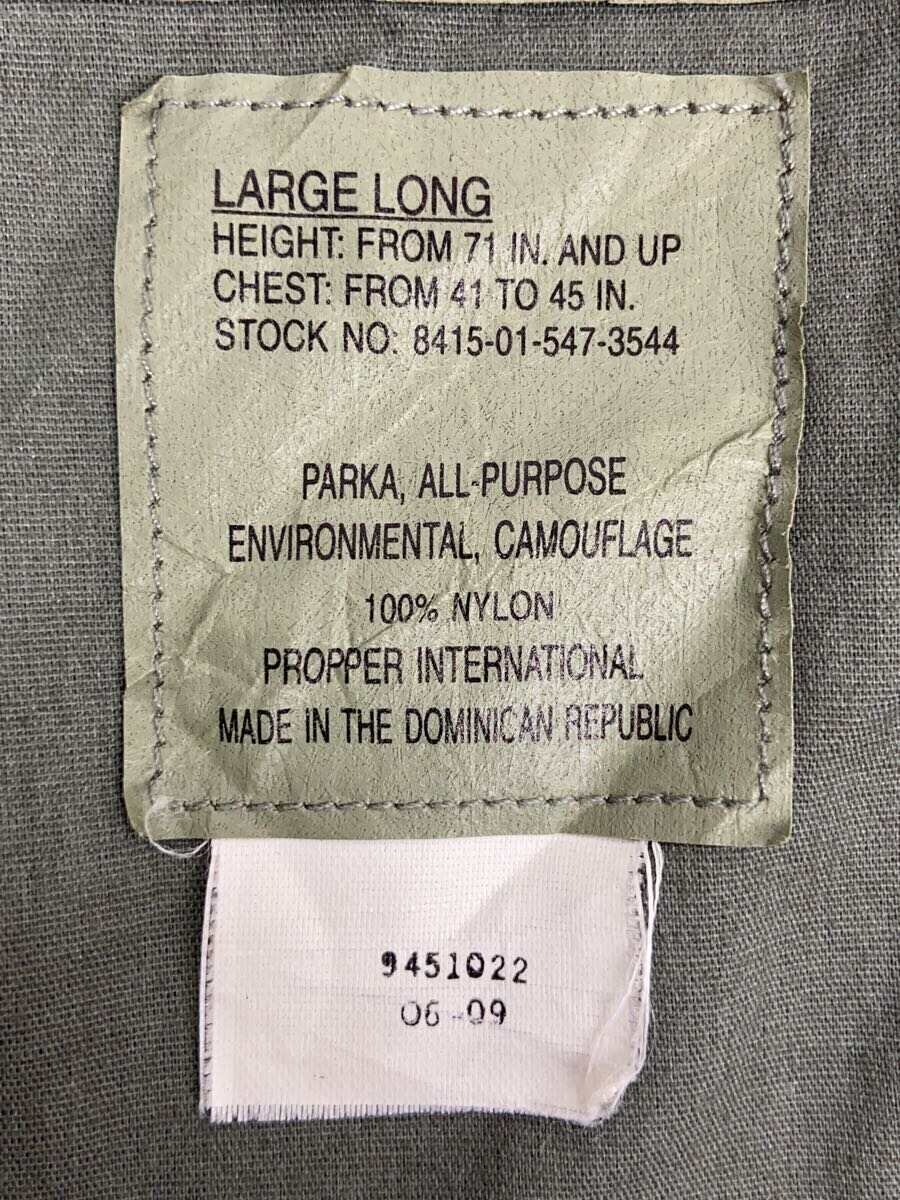 LARGE LONG
HEIGHT: FROM 71 IN. AND UP
CHEST: FROM 41 TO 45 IN.
STOCK NO: 8415-01-547-3544
PARKA, ALL-PURPOSE
ENVIRONMENTAL, CAMOUFLAGE
100% NYLON
PROPPER INTERNATIONAL
MADE IN THE DOMINICAN REPUBLIC
9451022
06-09